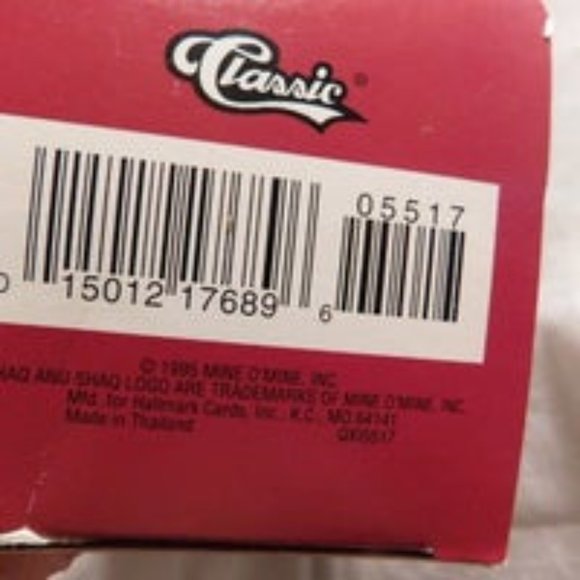 Classic®
05517
0 15012 17689 6
© 1995 MINE O'MINE, INC.
SHAQ AND SHAQ LOGO ARE TRADEMARKS OF MINE O'MINE, INC.
Mfd. for Hallmark Cards, Inc., K.C., MO 64141
Made in Thailand QXI5517